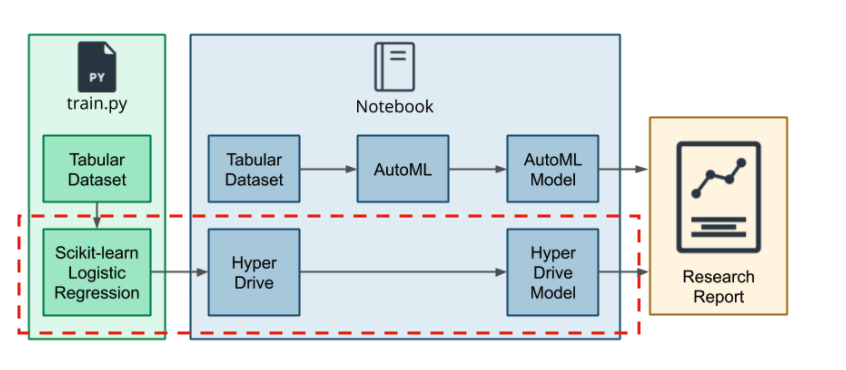 PY
train.py
Notebook
Tabular
Dataset
Tabular
Dataset
AutoML
AutoML
Model
Scikit-learn
Logistic
Regression
Hyper
Drive
Hyper
Drive
Model
Research
Report